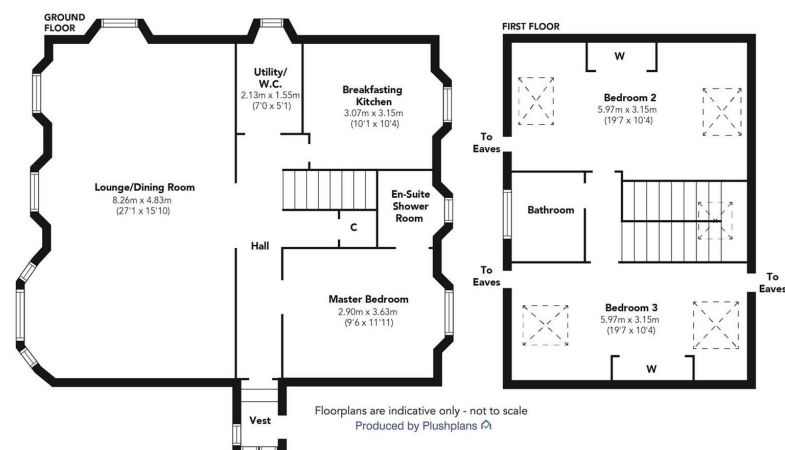 GROUND
FLOOR
Utility/
W.C.
2.13m x 1.55m
(7'0 x 5'1)
Breakfasting
Kitchen
3.07m x 3.15m
(10'1 x 10'4)
Lounge/Dining Room
8.26m x 4.83m
(27'1 x 15'10)
En-Suite
Shower
Room
C
Hall
Master Bedroom
2.90m x 3.63m
(9'6 x 11'11)
Vest
FIRST FLOOR
W
Bedroom 2
5.97m x 3.15m
(19'7 x 10'4)
To
Eaves
Bathroom
To
Eaves
To
Eaves
Bedroom 3
5.97m x 3.15m
(19'7 x 10'4)
W
Floorplans are indicative only - not to scale
Produced by Plushplans